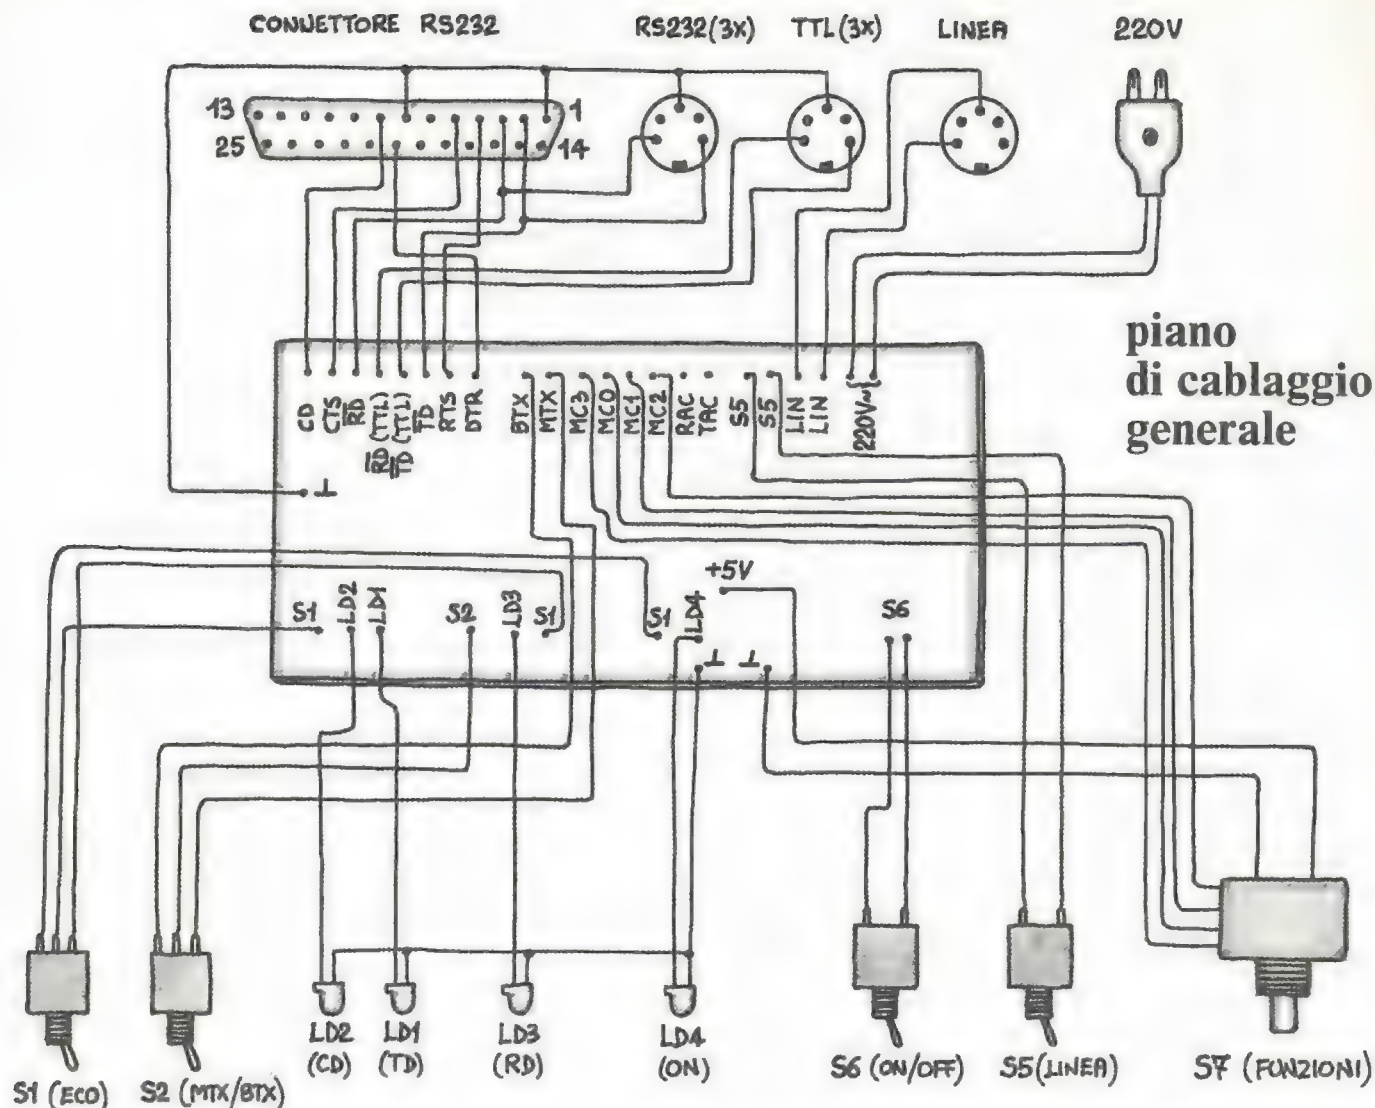 CONNETTORE RS232
RS232(3X)
TTL(3X)
LINEA
220V
13
1
25
14
piano
di cablaggio
generale
CD
CTS
RD
RD (TTL)
TD (TTL)
TD
RTS
DTR
BTX
MTX
MC3
MC0
MC1
MC2
RAC
TAC
S5
S5
LIN
LIN
220V~
⊥
+5V
S1
LD2
LD1
S2
LD3
S1
S1
LD4
S6
⊥
⊥
LD2
(CD)
LD1
(TD)
LD3
(RD)
LD4
(ON)
S6 (ON/OFF)
S5(LINEA)
S7 (FUNZIONI)
S1 (ECO)
S2 (MTX/BTX)